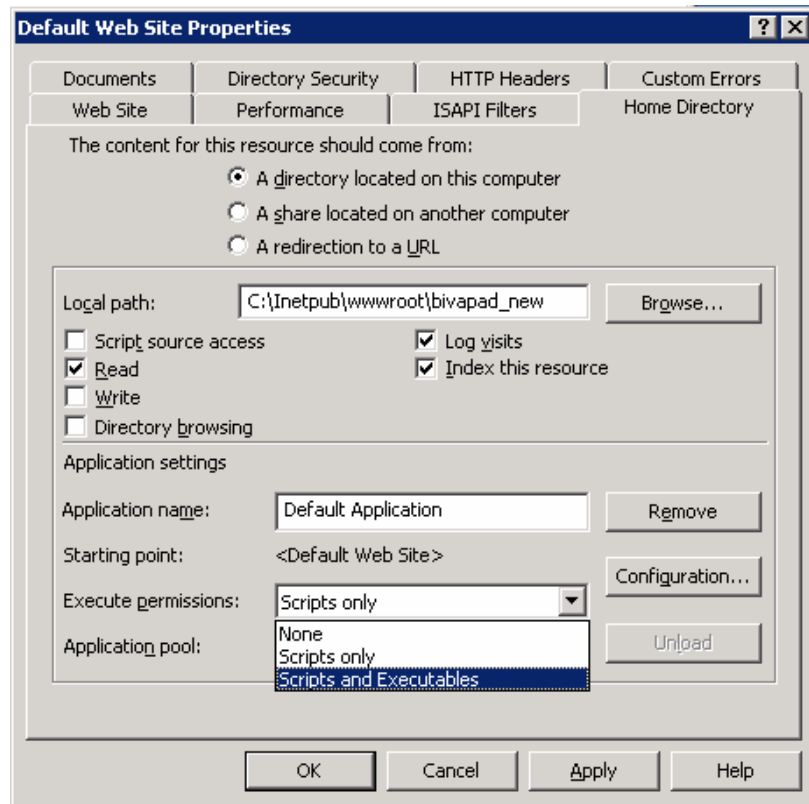 Default Web Site Properties
Documents Directory Security HTTP Headers Custom Errors
Web Site Performance ISAPI Filters Home Directory
The content for this resource should come from:
A directory located on this computer
A share located on another computer
A redirection to a URL
Local path: C:\Inetpub\wwwroot\bivapad_new Browse...
Script source access Log visits
Read Index this resource
Write
Directory browsing
Application settings
Application name: Default Application Remove
Starting point: <Default Web Site>
Configuration...
Execute permissions: Scripts only
None
Application pool: Scripts only Unload
Scripts and Executables
OK Cancel Apply Help